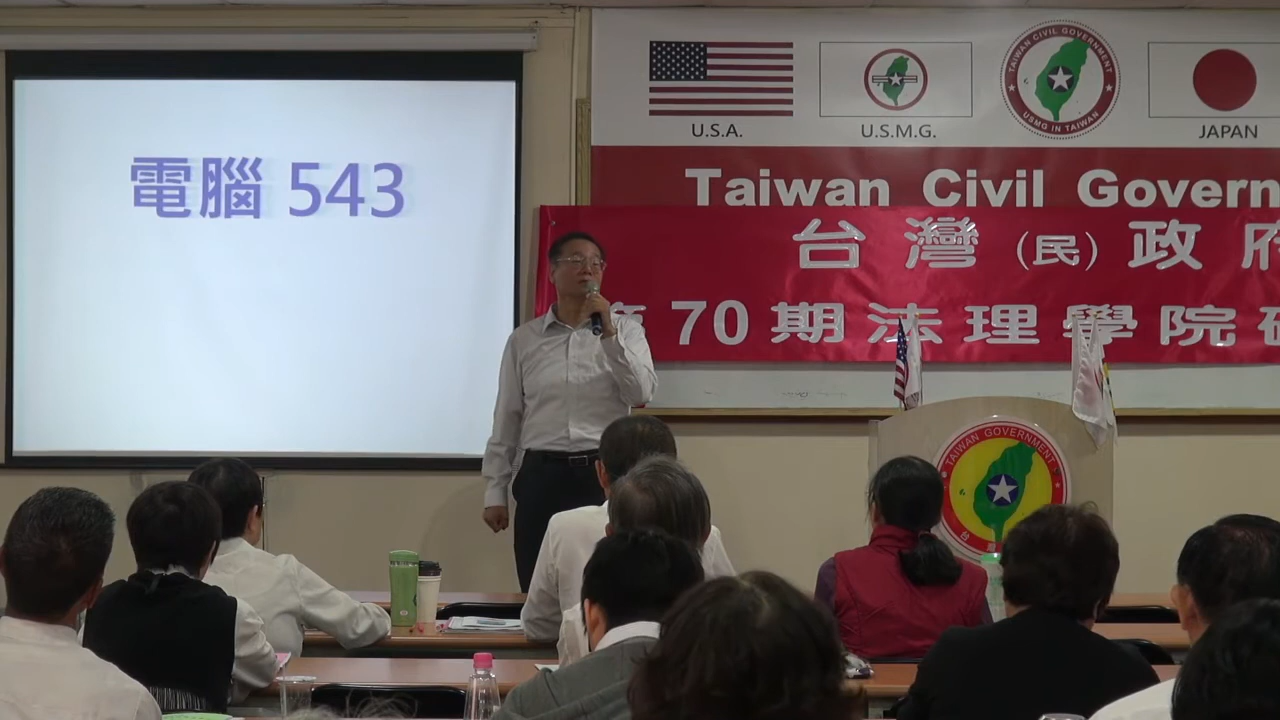 電腦 543
U.S.A.
U.S.M.G.
TAIWAN CIVIL GOVERNMENT
USMG IN TAIWAN
JAPAN
Taiwan Civil Govern
台灣(民)政府
第70期法理學院
TAIWAN GOVERNMENT